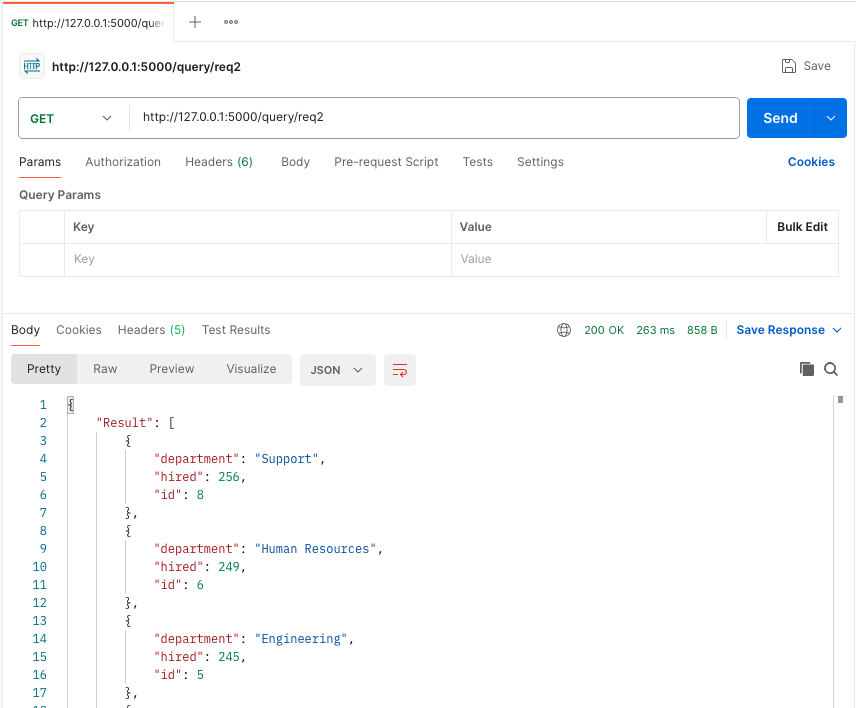 GET http://127.0.0.1:5000/quer
HTTP http://127.0.0.1:5000/query/req2 Save
GET http://127.0.0.1:5000/query/req2 Send
Params Authorization Headers (6) Body Pre-request Script Tests Settings Cookies
Query Params
Key Value Bulk Edit
Key Value
Body Cookies Headers (5) Test Results 200 OK 263 ms 858 B Save Response
Pretty Raw Preview Visualize JSON
1 {
2 "Result": [
3 {
4 "department": "Support",
5 "hired": 256,
6 "id": 8
7 },
8 {
9 "department": "Human Resources",
10 "hired": 249,
11 "id": 6
12 },
13 {
14 "department": "Engineering",
15 "hired": 245,
16 "id": 5
17 },